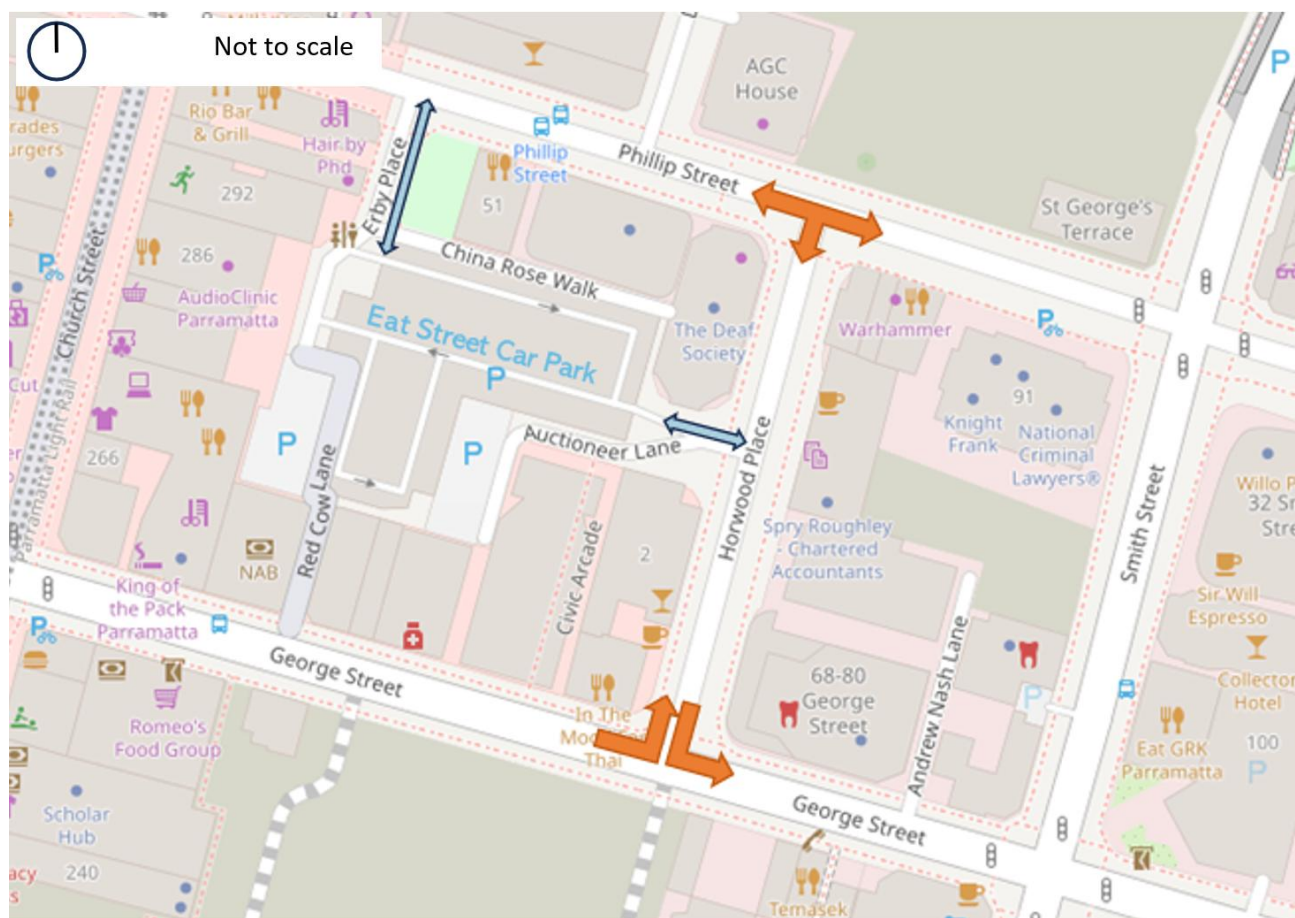 Not to scale
Rio Bar
& Grill
Hair by
Phd
292
286
AudioClinic
Parramatta
Church Street
Parramatta Light Rail
266
Erby Place
51
Phillip
Street
Phillip Street
AGC
House
St George's
Terrace
China Rose Walk
Eat Street Car Park
P
P
P
The Deaf
Society
Warhammer
91
Knight
Frank
National
Criminal
Lawyers®
Auctioneer Lane
Horwood Place
Spry Roughley
- Chartered
Accountants
Smith Street
32
Sir Will
Espresso
Collector
Hotel
100
P
P
P
Red Cow Lane
NAB
Civic Arcade
2
King of
the Pack
Parramatta
George Street
Romeo's
Food Group
In The
Thai
68-80
George
Street
Andrew Nash Lane
Eat GRK
Parramatta
George Street
Scholar
Hub
240
Temasek